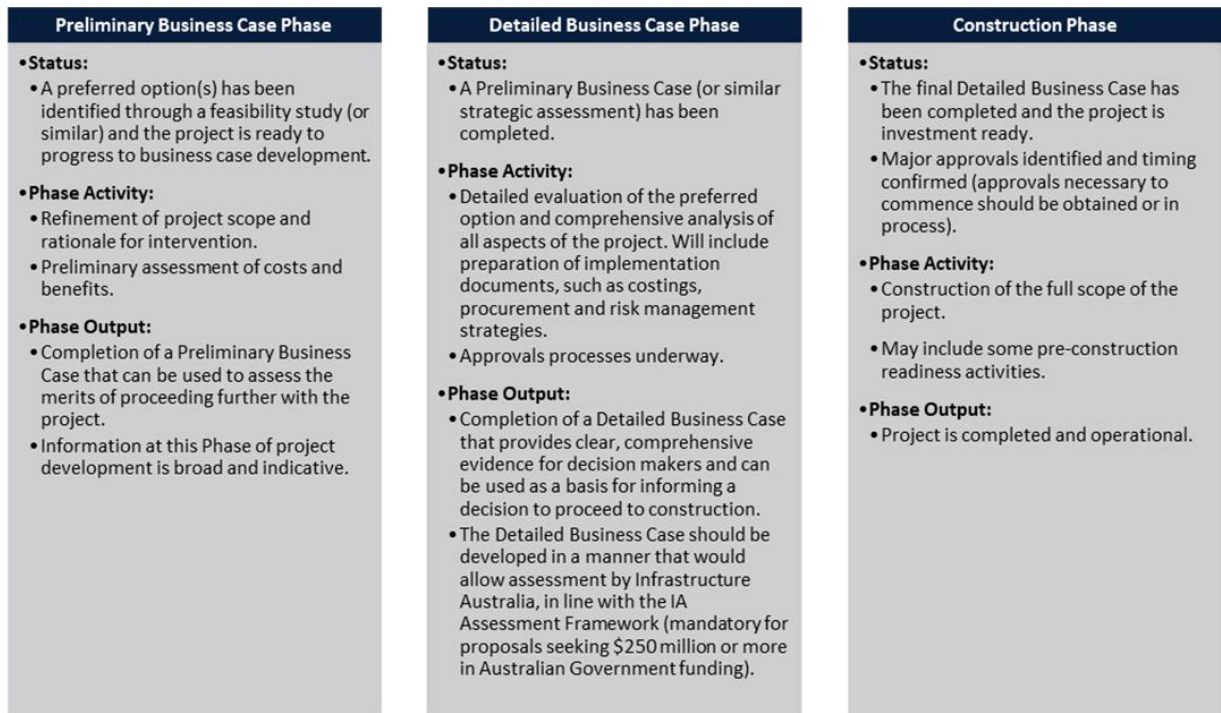 Preliminary Business Case Phase
•Status:
•A preferred option(s) has been
identified through a feasibility study (or
similar) and the project is ready to
progress to business case development.
•Phase Activity:
•Refinement of project scope and
rationale for intervention.
•Preliminary assessment of costs and
benefits.
•Phase Output:
•Completion of a Preliminary Business
Case that can be used to assess the
merits of proceeding further with the
project.
•Information at this Phase of project
development is broad and indicative.
Detailed Business Case Phase
•Status:
•A Preliminary Business Case (or similar
strategic assessment) has been
completed.
•Phase Activity:
•Detailed evaluation of the preferred
option and comprehensive analysis of
all aspects of the project. Will include
preparation of implementation
documents, such as costings,
procurement and risk management
strategies.
•Approvals processes underway.
•Phase Output:
•Completion of a Detailed Business Case
that provides clear, comprehensive
evidence for decision makers and can
be used as a basis for informing a
decision to proceed to construction.
•The Detailed Business Case should be
developed in a manner that would
allow assessment by Infrastructure
Australia, in line with the IA
Assessment Framework (mandatory for
proposals seeking $250 million or more
in Australian Government funding).
Construction Phase
•Status:
•The final Detailed Business Case has
been completed and the project is
investment ready.
•Major approvals identified and timing
confirmed (approvals necessary to
commence should be obtained or in
process).
•Phase Activity:
•Construction of the full scope of the
project.
•May include some pre-construction
readiness activities.
•Phase Output:
•Project is completed and operational.